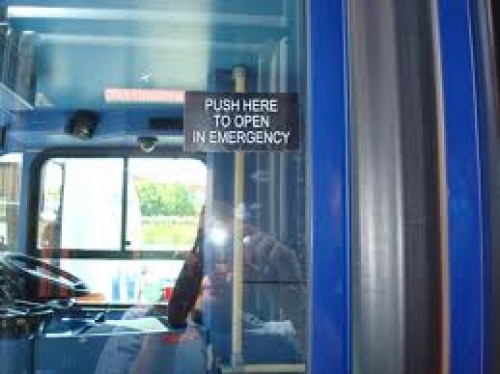 PUSH HERE
TO OPEN
IN EMERGENCY